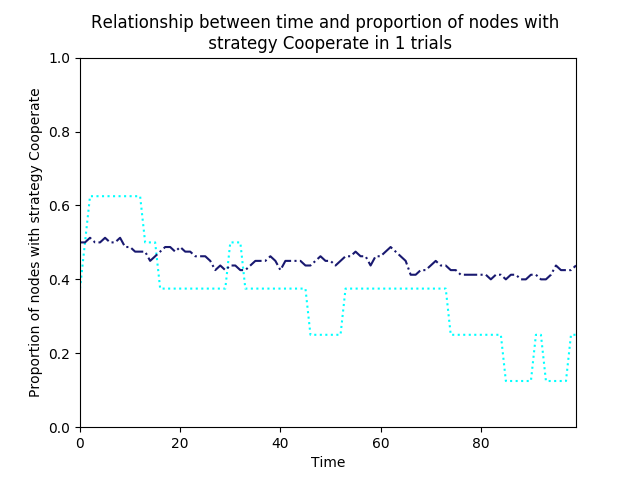 Relationship between time and proportion of nodes with
strategy Cooperate in 1 trials
Proportion of nodes with strategy Cooperate
1.0
0.8
0.6
0.4
0.2
0.0
0 20 40 60 80
Time